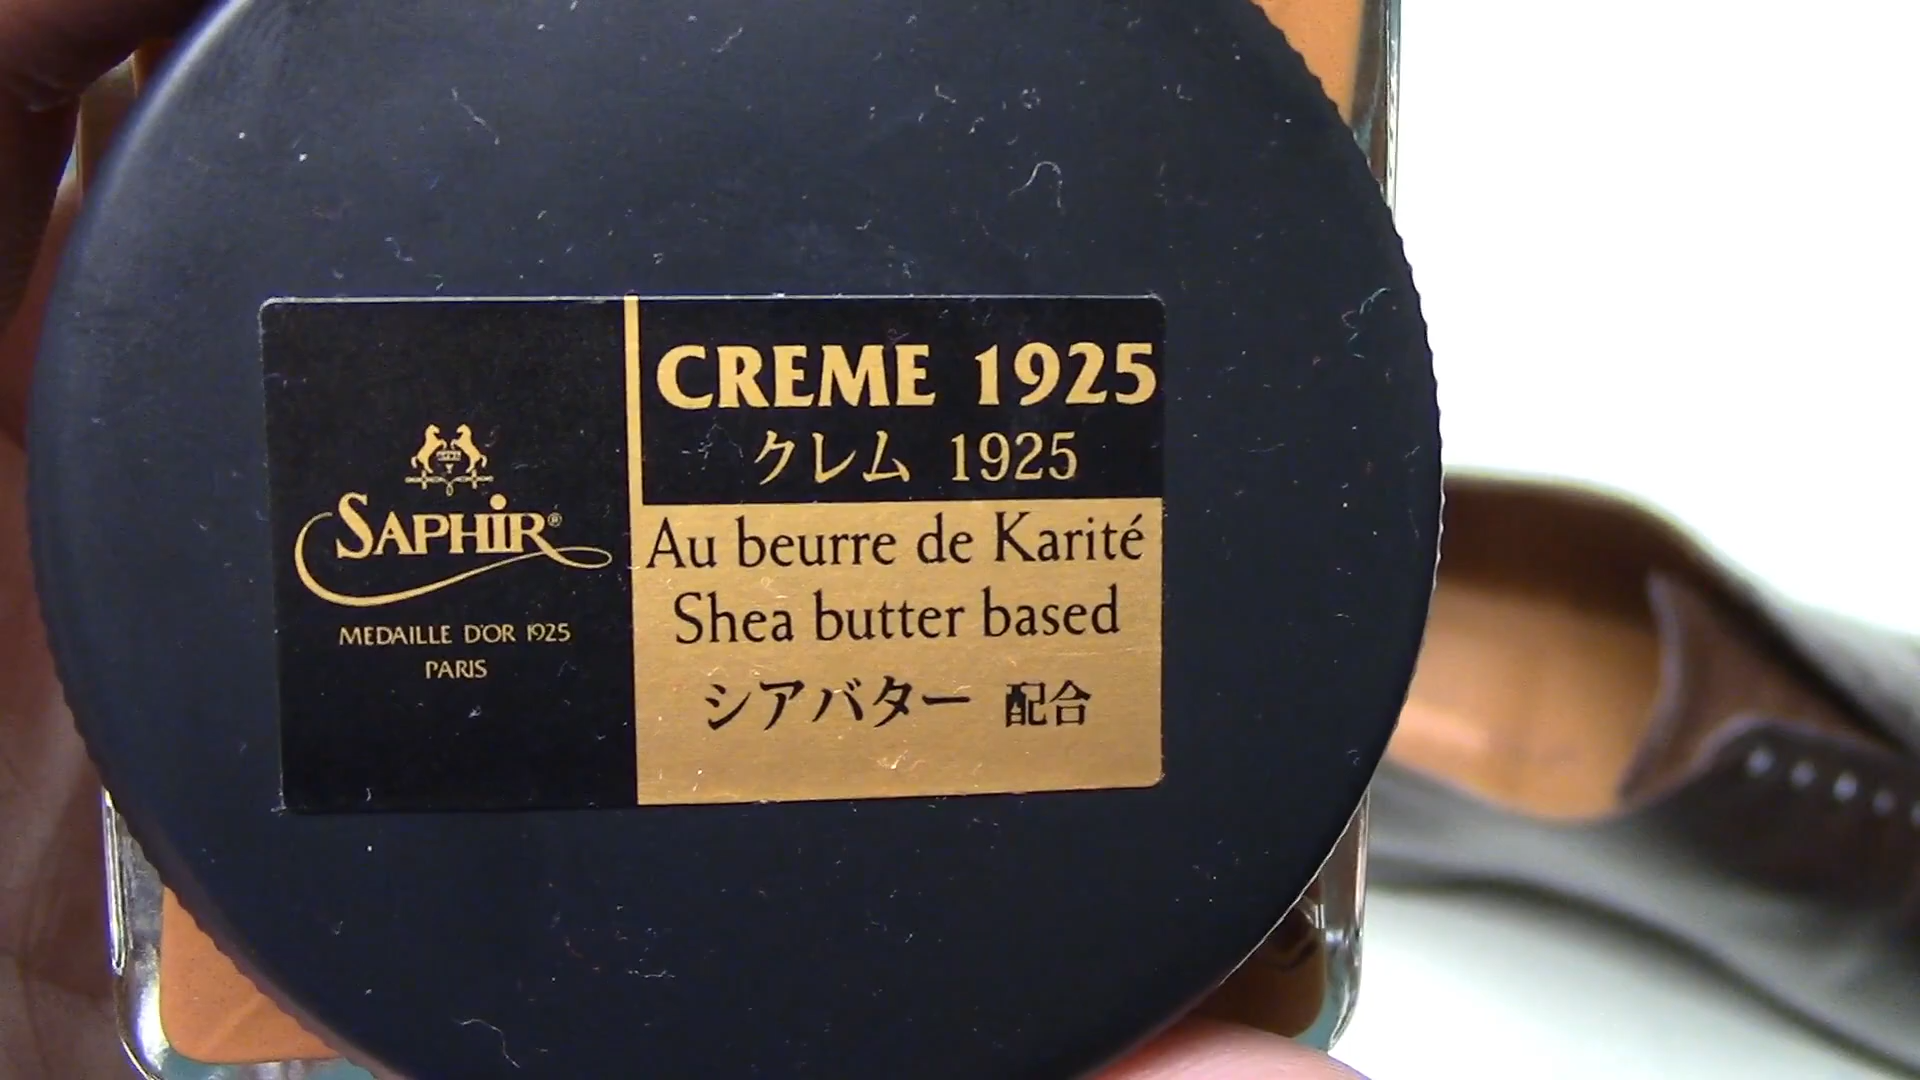 SAPHIR®
MEDAILLE D'OR 1925
PARIS
CREME 1925
クレム 1925
Au beurre de Karité
Shea butter based
シアバター 配合